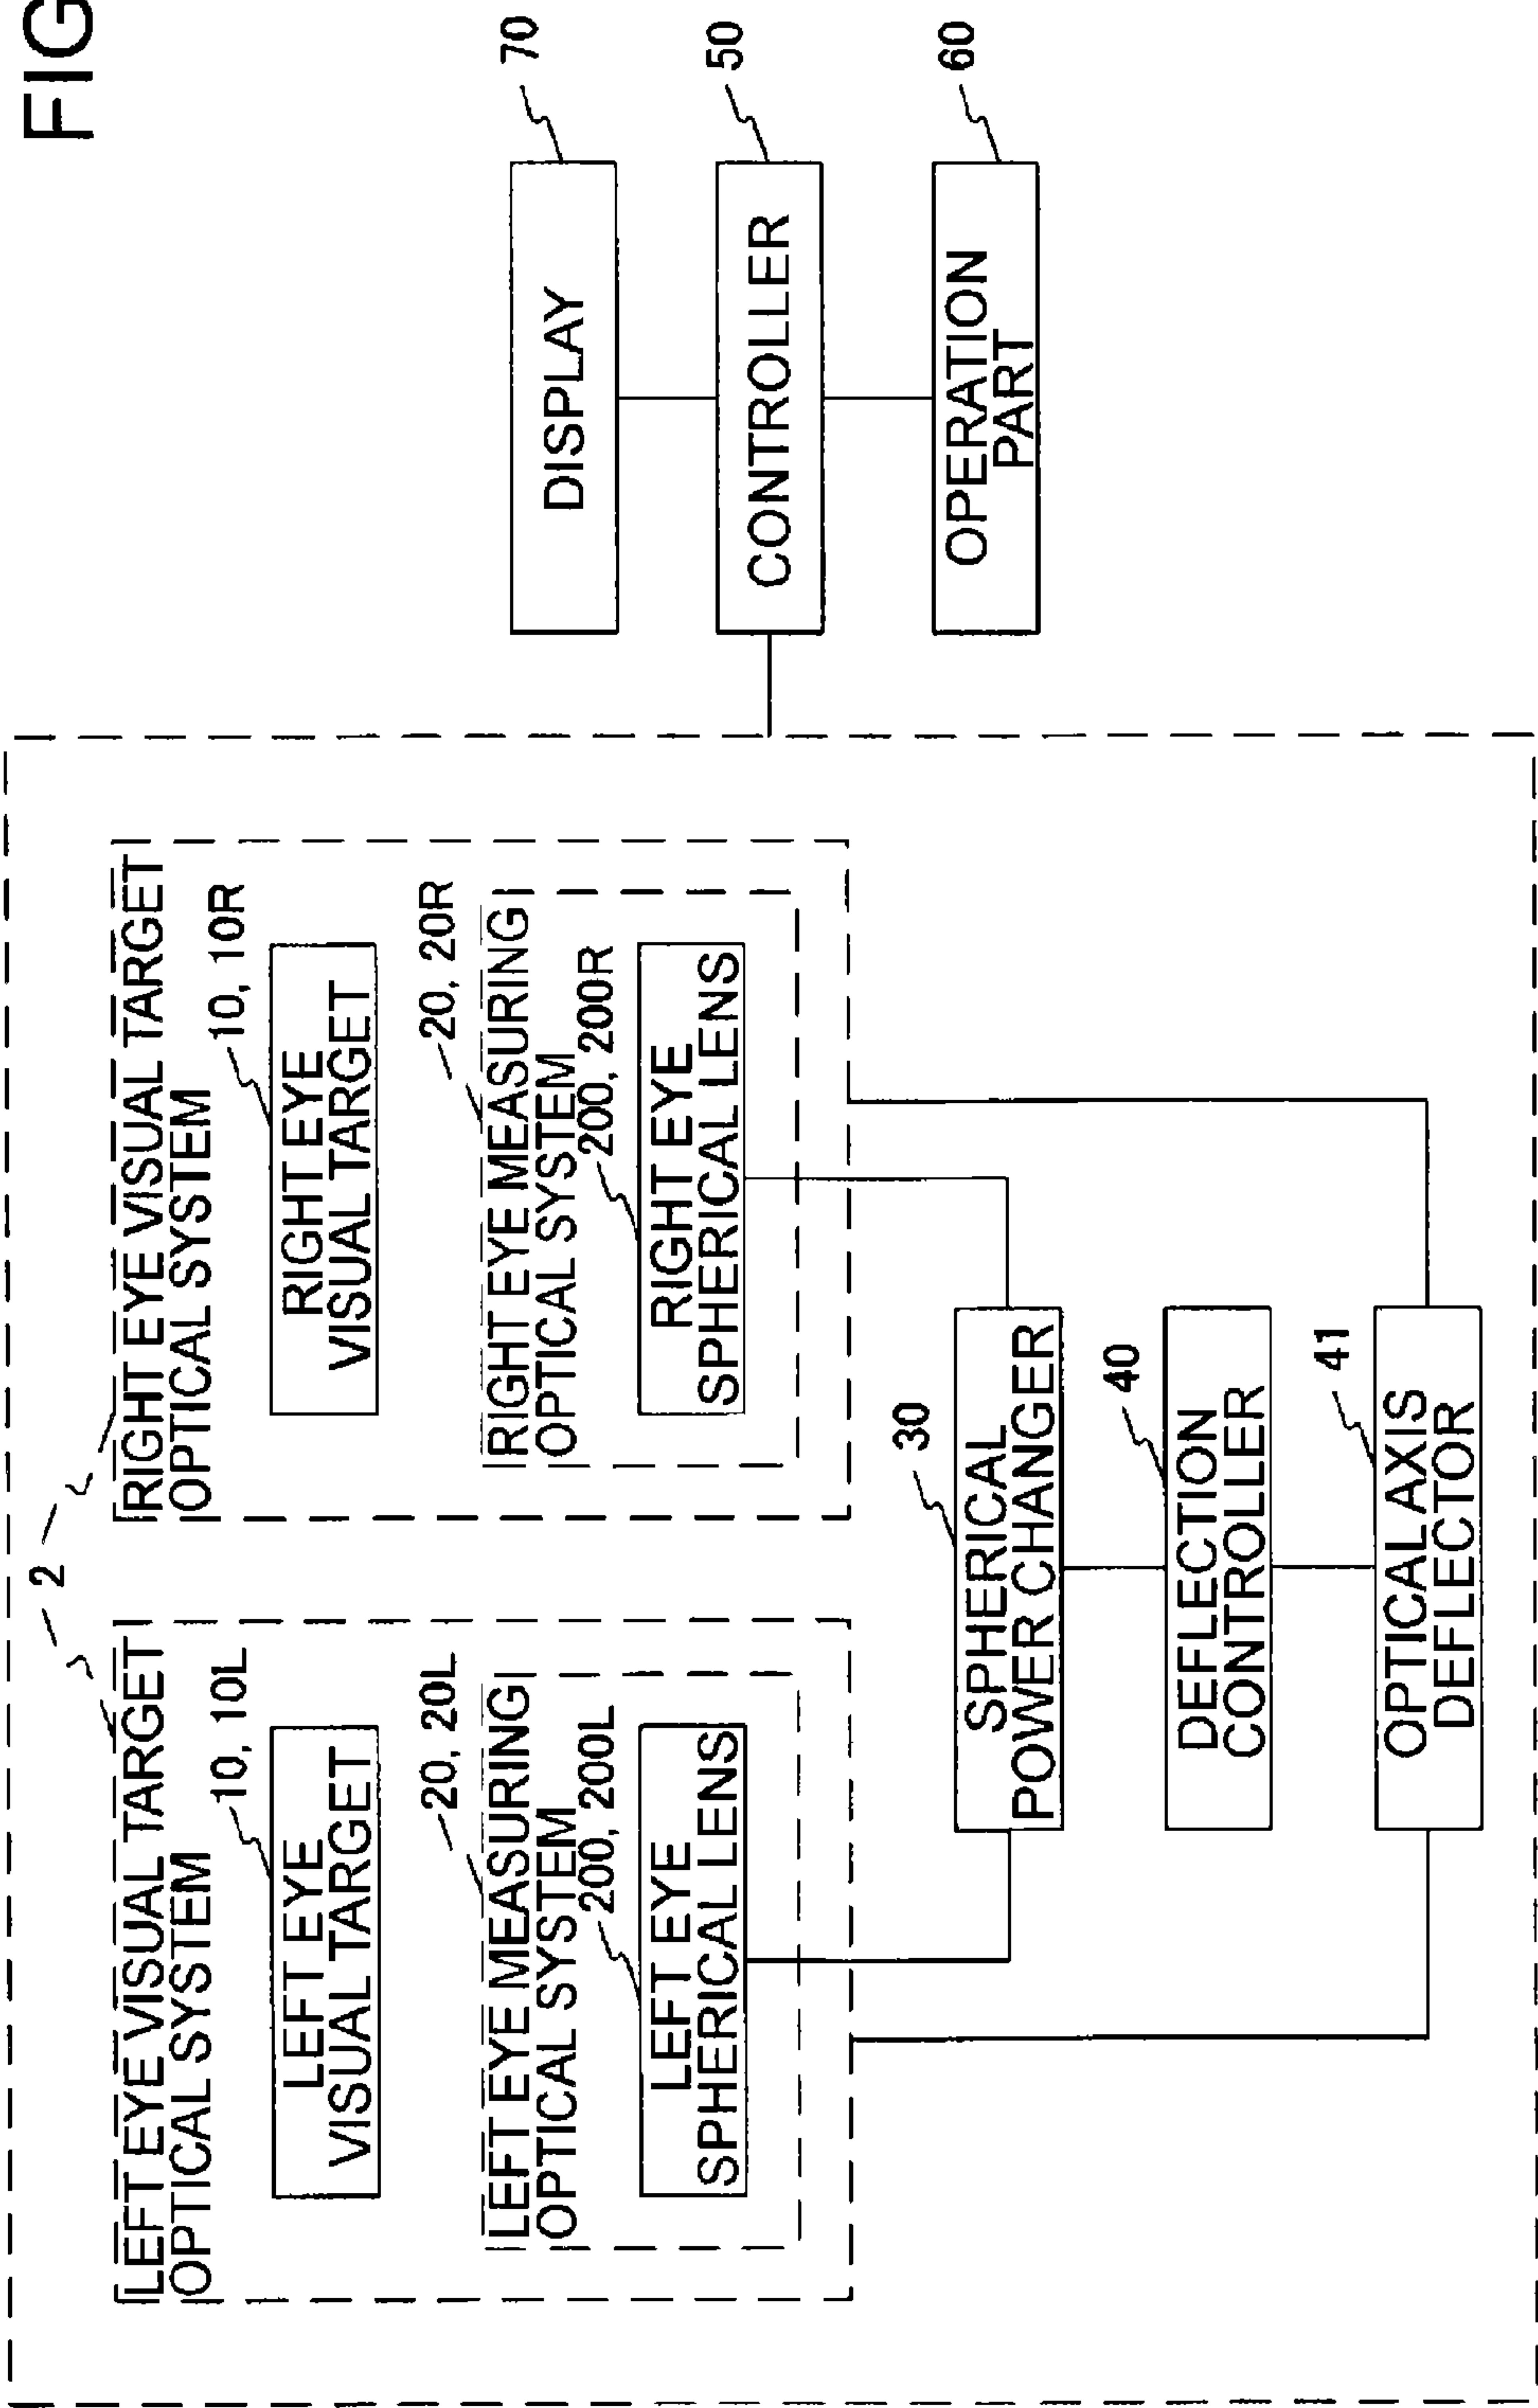 FIG
2
LEFT EYE VISUAL TARGET
OPTICAL SYSTEM
10, 10L
LEFT EYE
VISUAL TARGET
20, 20L
LEFT EYE MEASURING
OPTICAL SYSTEM
200, 200L
LEFT EYE
SPHERICAL LENS
RIGHT EYE VISUAL TARGET
OPTICAL SYSTEM
10, 10R
RIGHT EYE
VISUAL TARGET
20, 20R
RIGHT EYE MEASURING
OPTICAL SYSTEM
200, 200R
RIGHT EYE
SPHERICAL LENS
30
SPHERICAL
POWER CHANGER
40
DEFLECTION
CONTROLLER
41
OPTICAL AXIS
DEFLECTOR
70
DISPLAY
50
CONTROLLER
60
OPERATION
PART